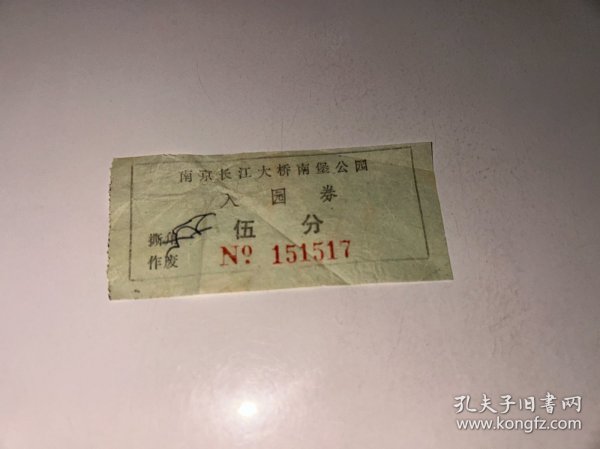 南京长江大桥南堡公园
入园券
伍分
撕角
作废
Nº 151517
孔夫子旧书网
www.kongfz.com